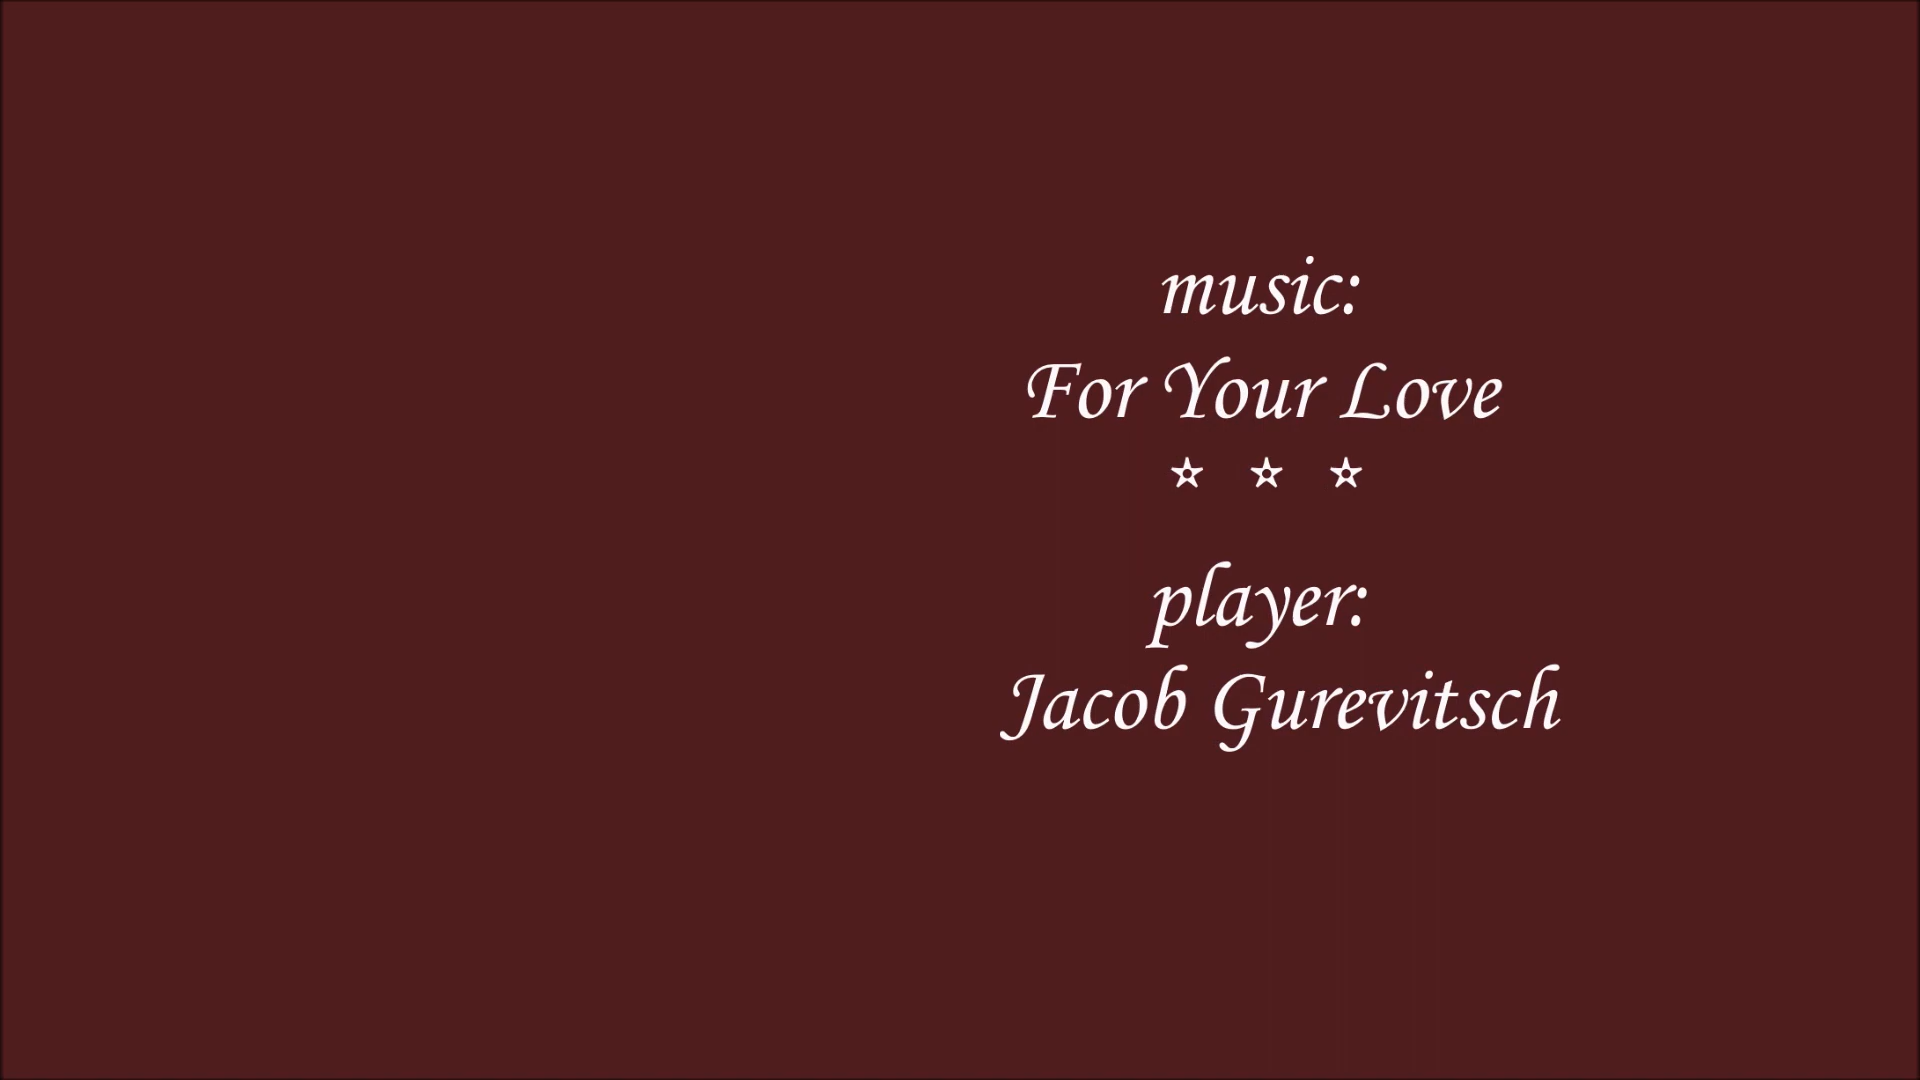 music:
For Your Love
✯ ✯ ✯
player:
Jacob Gurevitsch